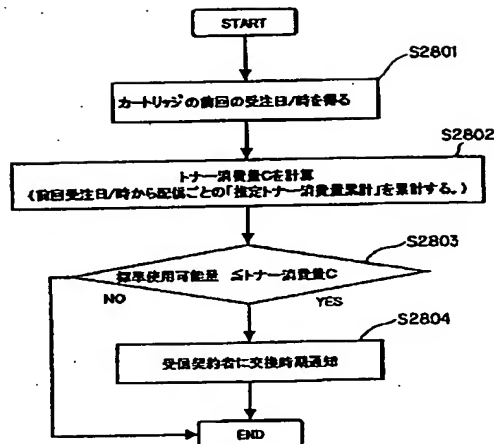 START
S2801
カートリッジの前回の受注日/時を得る
S2802
トナー消費量Cを計算
(前回受注日/時から配信ごとの「推定トナー消費量累計」を累計する。)
S2803
標準使用可能量 ≦トナー消費量C
NO
YES
S2804
受信契約者に交換時期通知
END